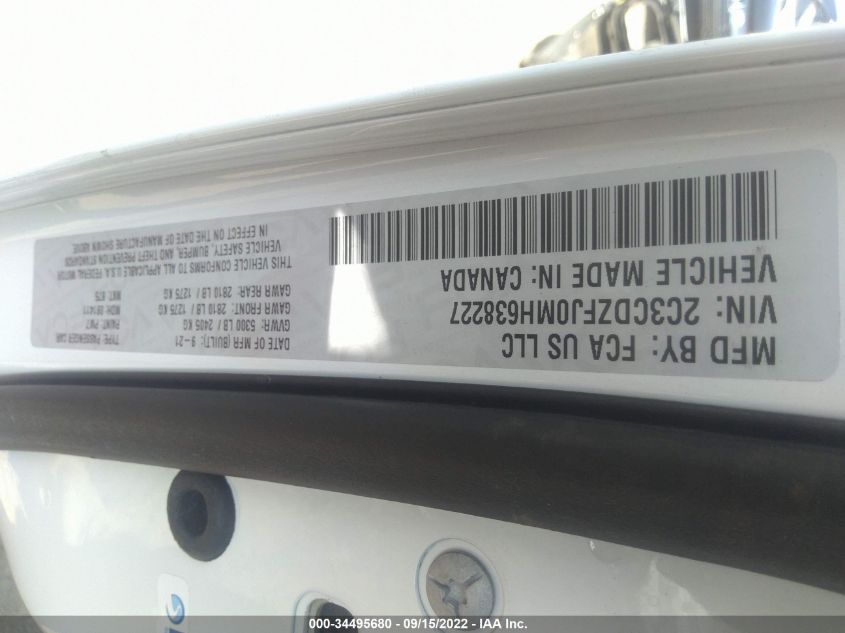 MFD BY: FCA US LLC
VIN: 2C3CDZFJ0MH638227
VEHICLE MADE IN: CANADA
DATE OF MFR (BUILT): 9-21
GVWR: 5300 LB / 2405 KG
GAWR FRONT: 2810 LB / 1275 KG
GAWR REAR: 2810 LB / 1275 KG
TYPE: PASSENGER CAR
PAINT: PW7
MDH: 091411
THIS VEHICLE CONFORMS TO ALL APPLICABLE U.S.A. FEDERAL MOTOR
VEHICLE SAFETY, BUMPER, AND THEFT PREVENTION STANDARDS
IN EFFECT ON THE DATE OF MANUFACTURE SHOWN ABOVE.
000-34495680 - 09/15/2022 - IAA Inc.